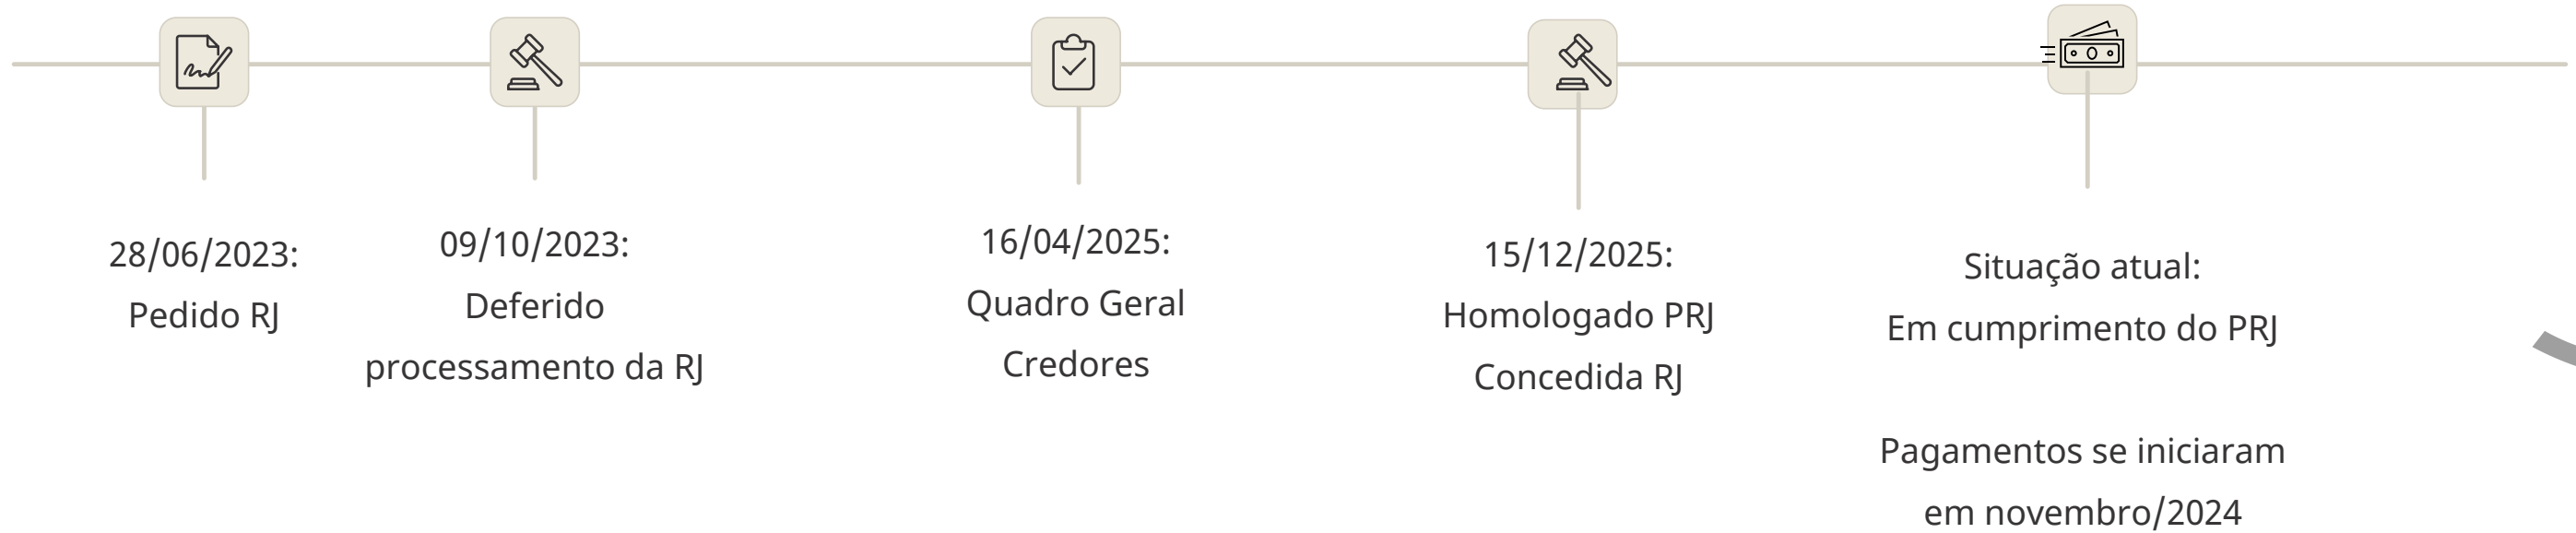 28/06/2023:
Pedido RJ
09/10/2023:
Deferido
processamento da RJ
16/04/2025:
Quadro Geral
Credores
15/12/2025:
Homologado PRJ
Concedida RJ
Situação atual:
Em cumprimento do PRJ
Pagamentos se iniciaram
em novembro/2024